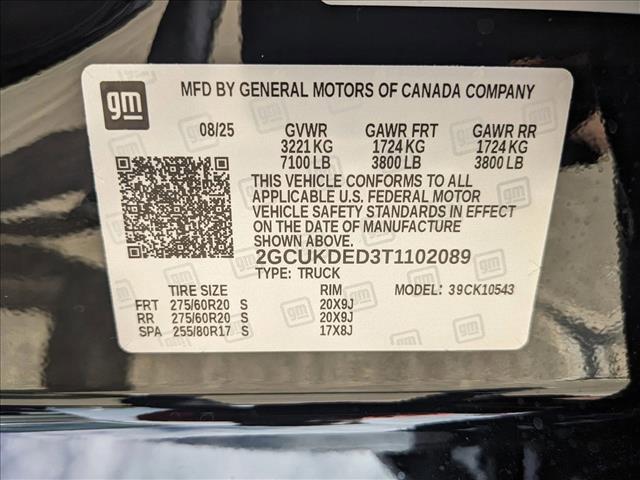 gm
MFD BY GENERAL MOTORS OF CANADA COMPANY
08/25 GVWR GAWR FRT GAWR RR
3221 KG 1724 KG 1724 KG
7100 LB 3800 LB 3800 LB
THIS VEHICLE CONFORMS TO ALL
APPLICABLE U.S. FEDERAL MOTOR
VEHICLE SAFETY STANDARDS IN EFFECT
ON THE DATE OF MANUFACTURE
SHOWN ABOVE.
2GCUKDED3T1102089
TYPE: TRUCK
TIRE SIZE RIM MODEL: 39CK10543
FRT 275/60R20 S 20X9J
RR 275/60R20 S 20X9J
SPA 255/80R17 S 17X8J